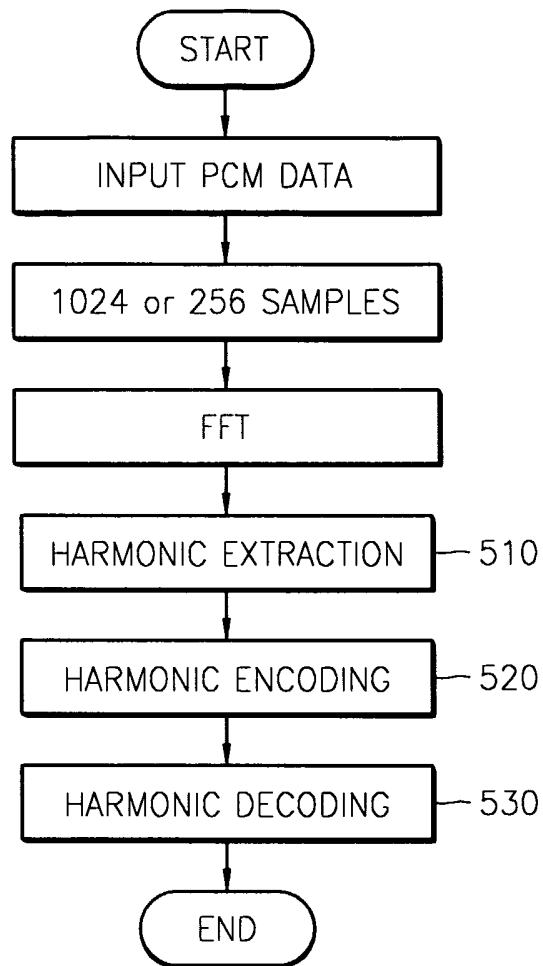 START
INPUT PCM DATA
1024 or 256 SAMPLES
FFT
HARMONIC EXTRACTION 510
HARMONIC ENCODING 520
HARMONIC DECODING 530
END